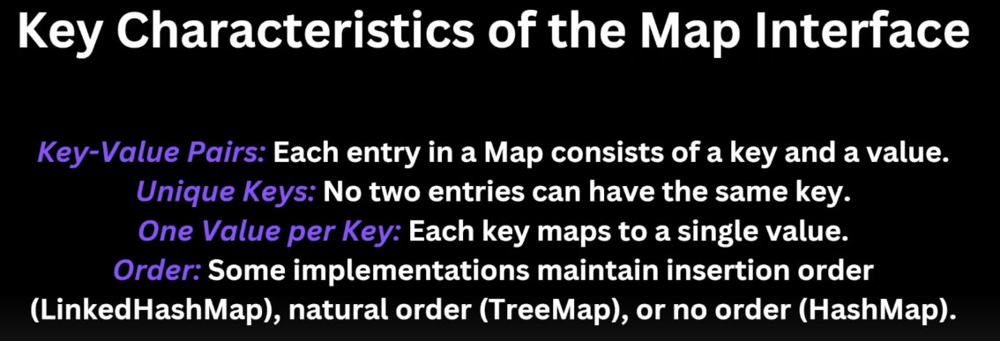 Key Characteristics of the Map Interface
Key-Value Pairs: Each entry in a Map consists of a key and a value.
Unique Keys: No two entries can have the same key.
One Value per Key: Each key maps to a single value.
Order: Some implementations maintain insertion order
(LinkedHashMap), natural order (TreeMap), or no order (HashMap).